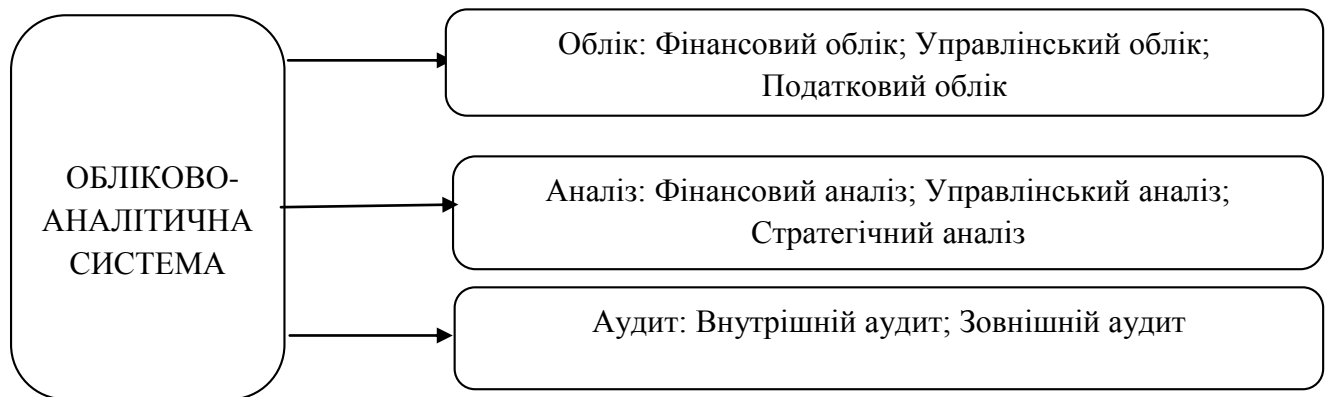 ОБЛІКОВО-
АНАЛІТИЧНА
СИСТЕМА
Облік: Фінансовий облік; Управлінський облік;
Податковий облік
Аналіз: Фінансовий аналіз; Управлінський аналіз;
Стратегічний аналіз
Аудит: Внутрішній аудит; Зовнішній аудит